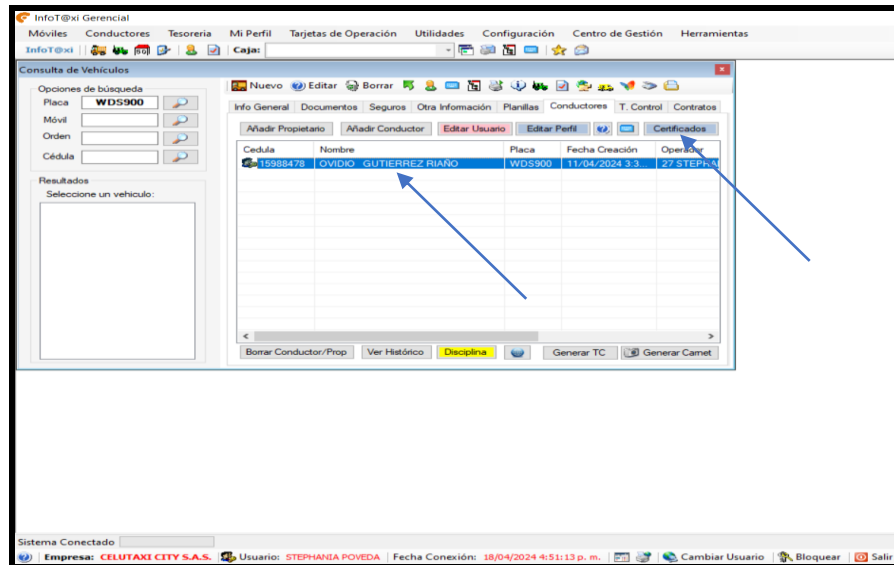 InfoT@xi Gerencial
Móviles Conductores Tesoreria Mi Perfil Tarjetas de Operación Utilidades Configuración Centro de Gestión Herramientas
InfoT@xi Caja:
Consulta de Vehículos
Opciones de búsqueda
Placa WDS900
Móvil
Orden
Cédula
Resultados
Seleccione un vehiculo:
Nuevo Editar Borrar
Info General Documentos Seguros Otra Información Planillas Conductores T. Control Contratos
Añadir Propietario Añadir Conductor Editar Usuario Editar Perfil Certificados
Cedula Nombre Placa Fecha Creación Operador
15988478 OVIDIO GUTIERREZ RIAÑO WDS900 11/04/2024 3:3... 27 STEPHA
Borrar Conductor/Prop Ver Histórico Disciplina Generar TC Generar Carnet
Sistema Conectado
Empresa: CELUTAXI CITY S.A.S. Usuario: STEPHANIA POVEDA Fecha Conexión: 18/04/2024 4:51:13 p. m. Cambiar Usuario Bloquear Salir